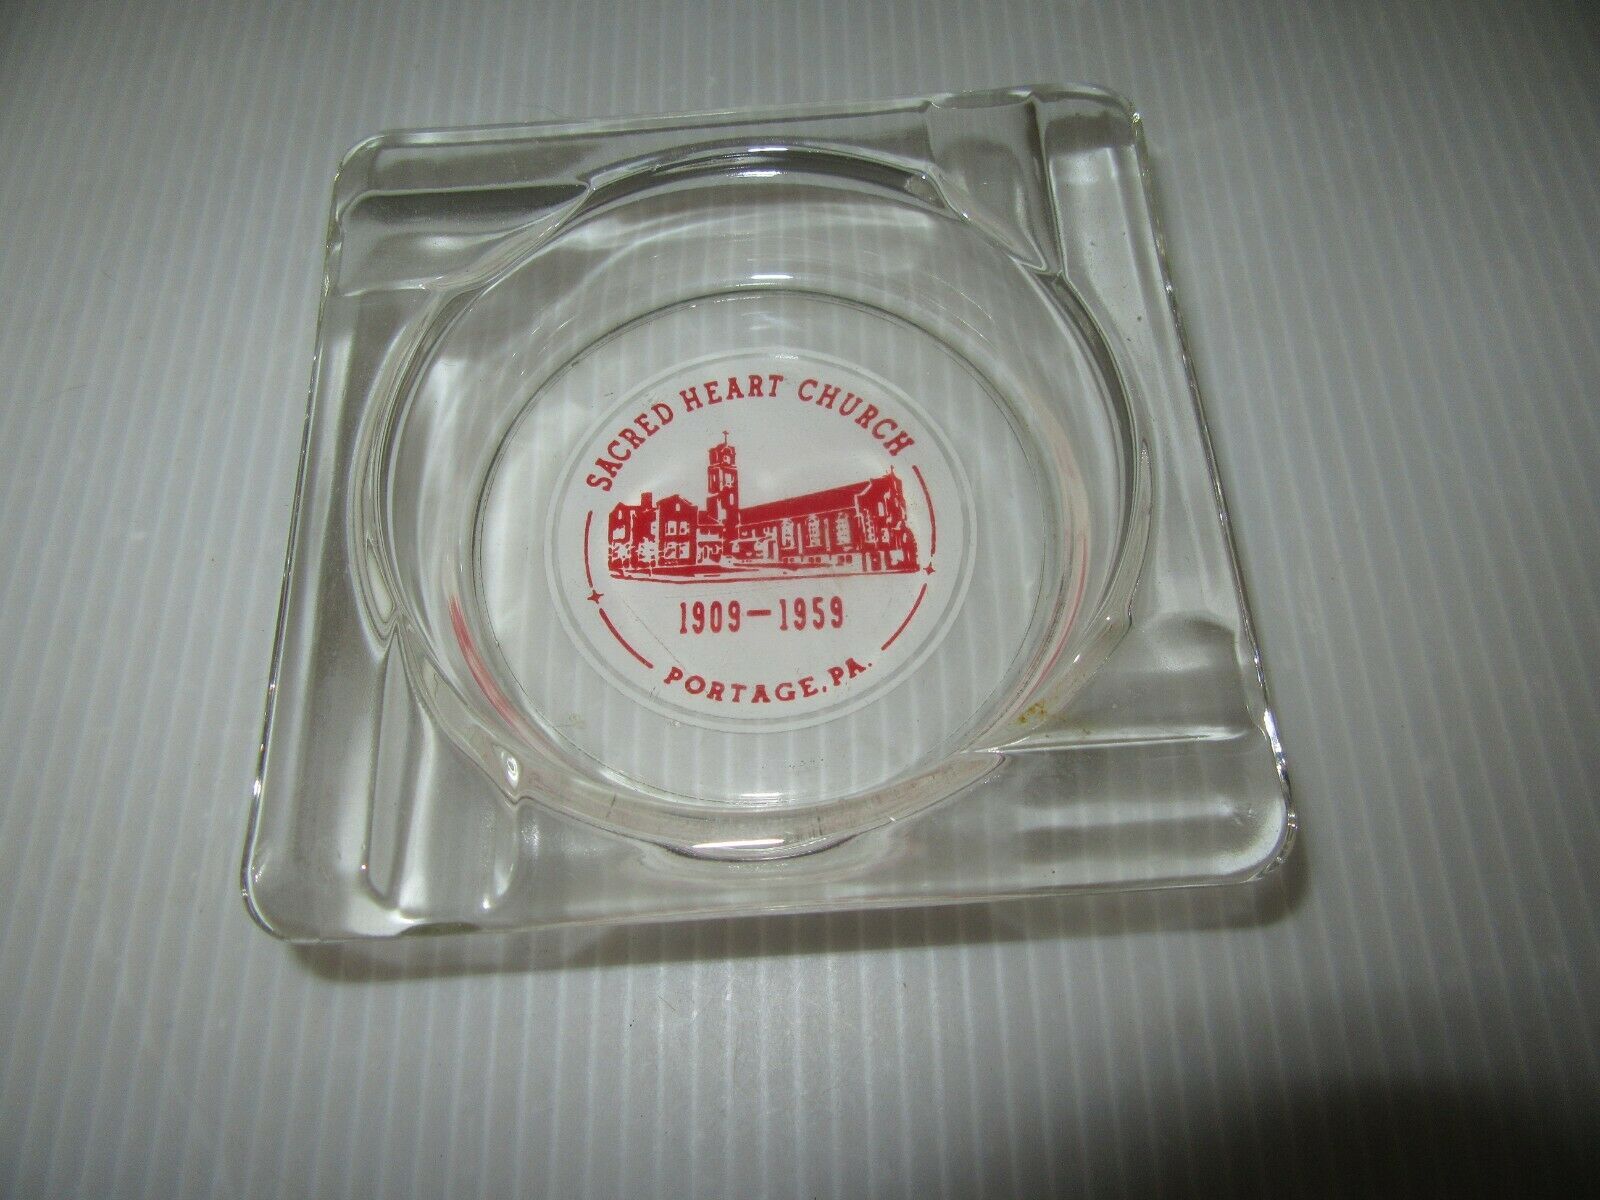 SACRED HEART CHURCH
1909-1959
PORTAGE, PA.